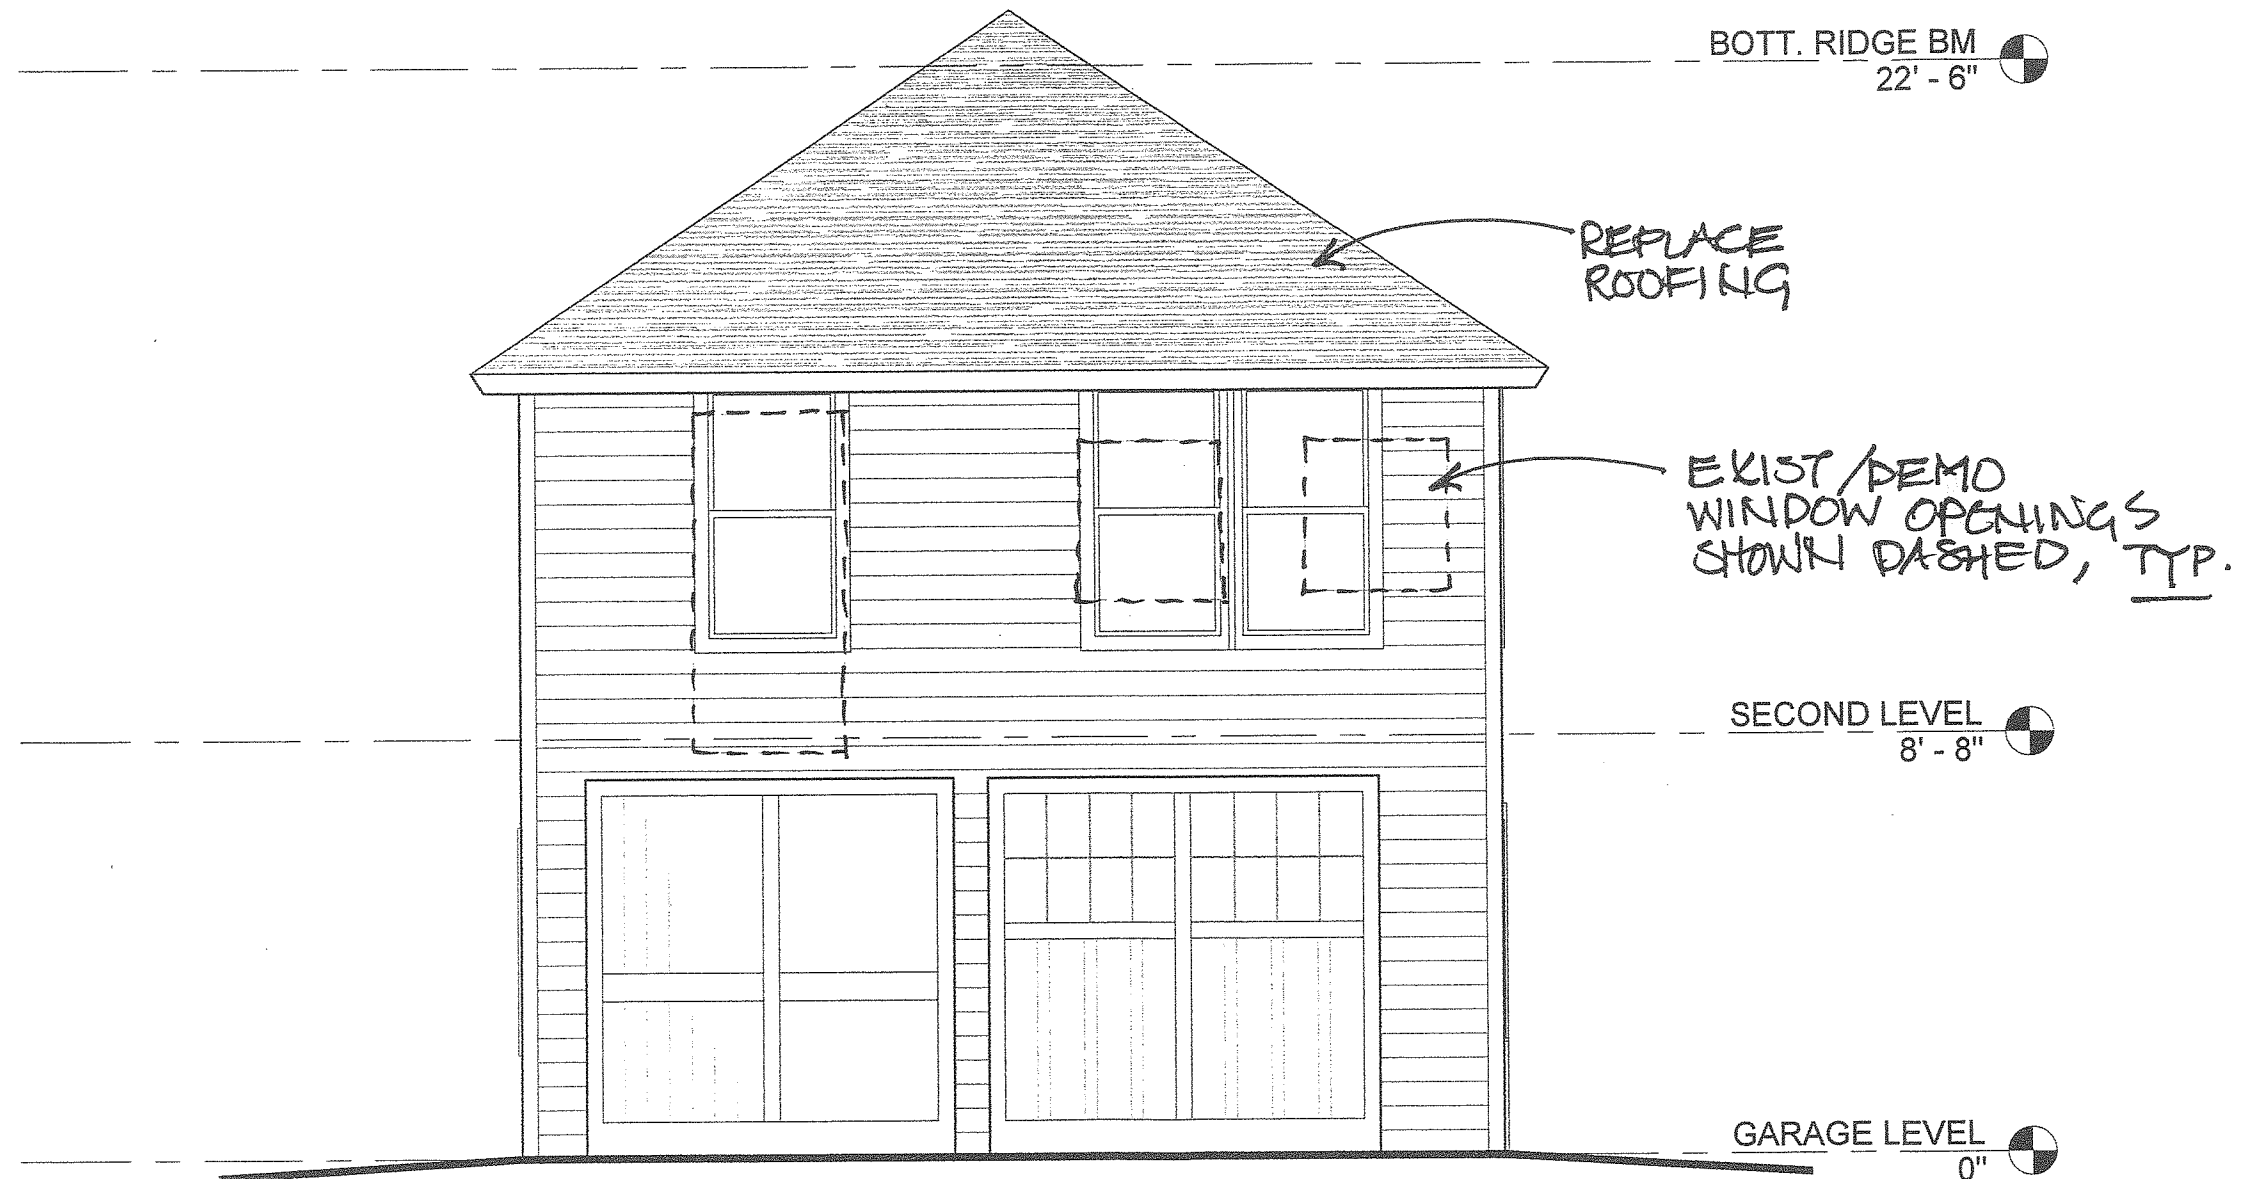 BOTT. RIDGE BM
22' - 6"
REPLACE
ROOFING
EXIST/DEMO
WINDOW OPENINGS
SHOWN DASHED, TYP.
SECOND LEVEL
8' - 8"
GARAGE LEVEL
0"